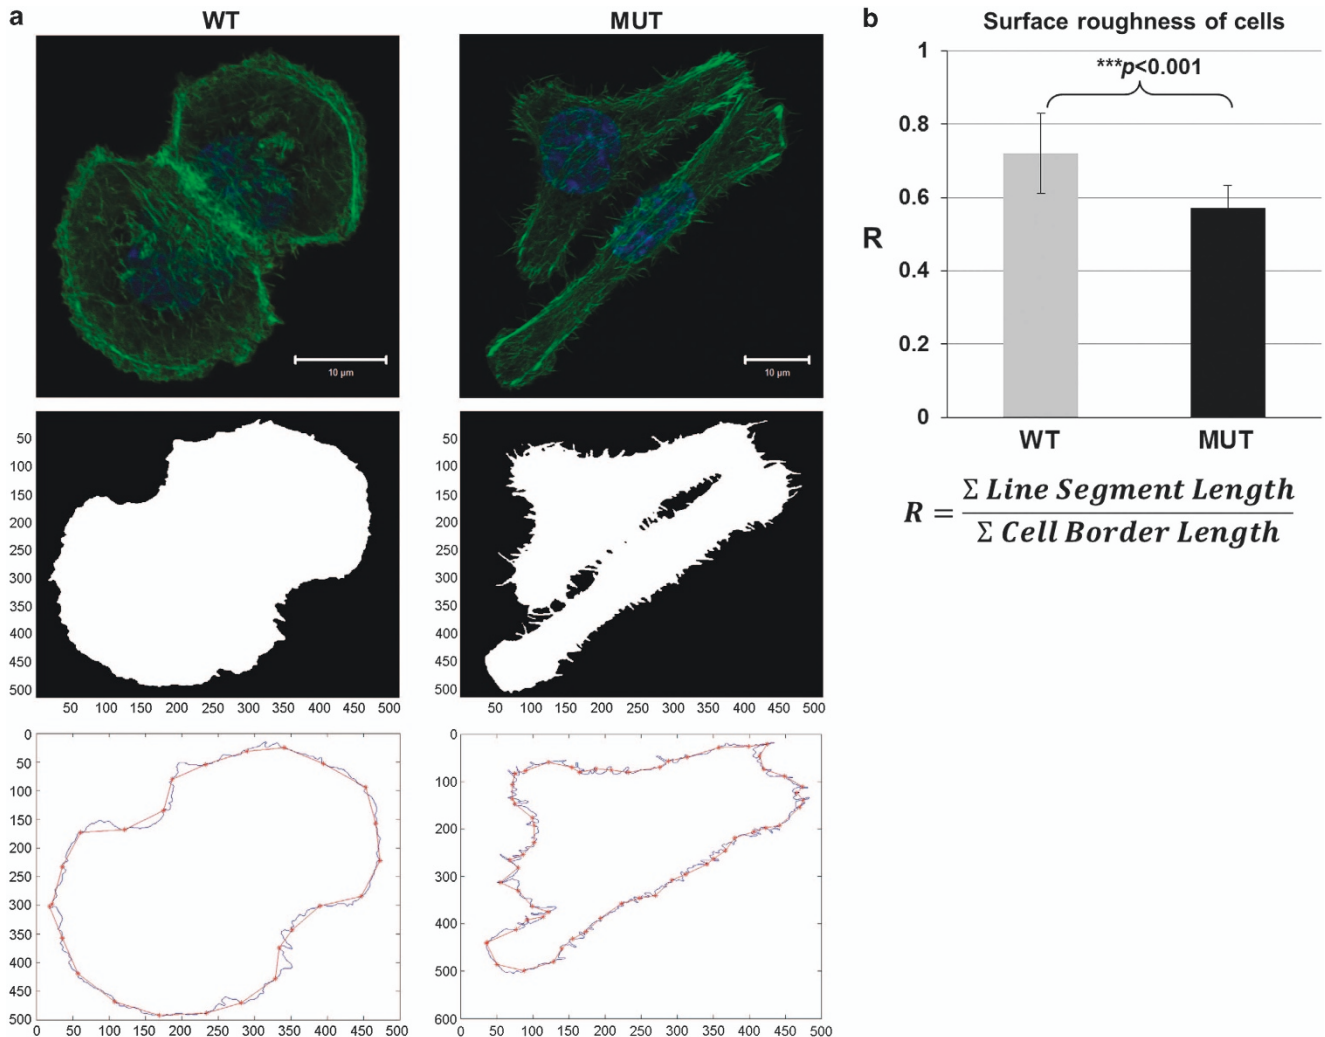 a
WT
MUT
10 µm
10 µm
50
100
150
200
250
300
350
400
450
500
50 100 150 200 250 300 350 400 450 500
50
100
150
200
250
300
350
400
450
500
50 100 150 200 250 300 350 400 450 500
0
50
100
150
200
250
300
350
400
450
500
0 50 100 150 200 250 300 350 400 450 500
0
100
200
300
400
500
600
0 50 100 150 200 250 300 350 400 450 500
b
Surface roughness of cells
1
0.8
0.6
0.4
0.2
0
R
***p<0.001
WT MUT
R = Σ Line Segment Length
Σ Cell Border Length